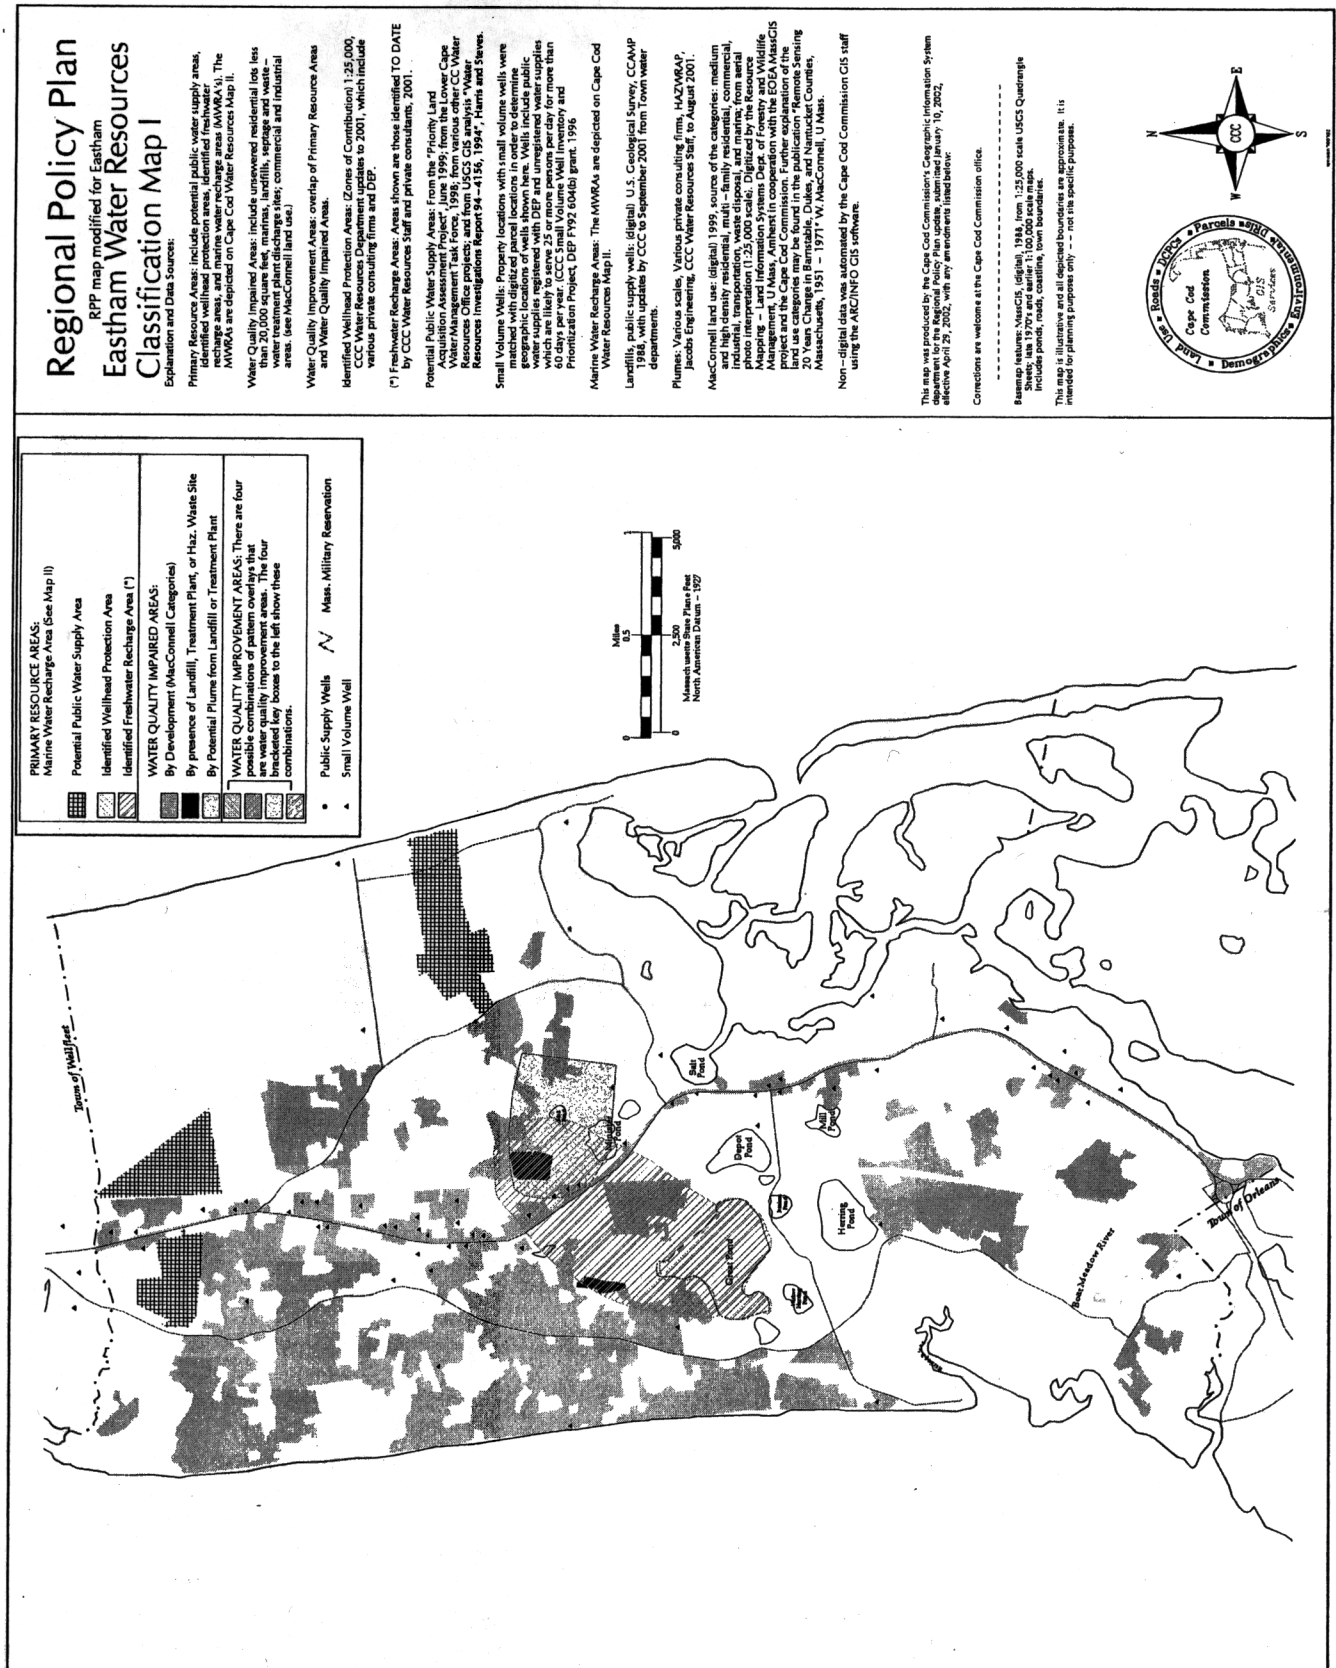 Regional Policy Plan
RPP map modified for Eastham
Eastham Water Resources
Classification Map I
Explanation and Data Sources:
Primary Resource Areas: include potential public water supply areas,
identified wellhead protection areas, identified freshwater
recharge areas, and marine water recharge areas (MWRA's). The
MWRAs are depicted on Cape Cod Water Resources Map II.
Water Quality Impaired Areas: include unsewered residential lots less
than 20,000 square feet, marinas, landfills, septage and waste-
water treatment plant discharge sites; commercial and industrial
areas. (see MacConnell land use.)
Water Quality Improvement Areas: overlap of Primary Resource Areas
and Water Quality Impaired Areas.
Identified Wellhead Protection Areas: (Zones of Contribution) 1:25,000,
CCC Water Resources Department updates to 2001, which include
various private consulting firms and DEP.
(*) Freshwater Recharge Areas: Areas shown are those identified TO DATE
by CCC Water Resources Staff and private consultants, 2001.
Potential Public Water Supply Areas: From the "Priority Land
Acquisition Assessment Project", June 1999; from the Lower Cape
Water Management Task Force, 1998; from various other CC Water
Resources Office projects; and from USGS GIS analysis "Water
Resources Investigations Report 94-4156, 1994", Harris and Steves.
Small Volume Wells: Property locations with small volume wells were
matched with digitized parcel locations in order to determine
geographic locations of wells shown here. Wells include public
water supplies registered with DEP and unregistered water supplies
which are likely to serve 25 or more persons per day for more than
60 days per year. (CCC Small Volume Well Inventory and
Prioritization Project, DEP FY92 604(b) grant. 1996
Marine Water Recharge Areas: The MWRAs are depicted on Cape Cod
Water Resources Map II.
Landfills, public supply wells: (digital) U.S. Geological Survey, CCAMP
1988, with updates by CCC to September 2001 from Town water
departments.
Plumes: Various scales, Various private consulting firms, HAZWRAP,
Jacobs Engineering, CCC Water Resources Staff, to August 2001.
MacConnell land use: (digital) 1999, source of the categories: medium
and high density residential, multi-family residential, commercial,
industrial, transportation, waste disposal, and marina; from aerial
photo interpretation (1:25,000 scale). Digitized by the Resource
Mapping - Land Information Systems Dept. of Forestry and Wildlife
Management, U Mass, Amherst in cooperation with the EOEA MassGIS
project and the Cape Cod Commission. Further explanation of the
land use categories may be found in the publication "Remote Sensing
20 Years Change in Barnstable, Dukes, and Nantucket Counties,
Massachusetts, 1951 - 1971" W. MacConnell, U Mass.
Non-digital data was automated by the Cape Cod Commission GIS staff
using the ARC/INFO GIS software.
This map was produced by the Cape Cod Commission's Geographic Information System
department for the Regional Policy Plan update, submitted January 10, 2002,
effective April 29, 2002, with any amendments listed below:
Corrections are welcome at the Cape Cod Commission office.
Basemap features: MassGIS, (digital), 1988, from 1:25,000 scale USGS Quadrangle
Sheets; late 1970's and earlier 1:100,000 scale maps.
Includes ponds, roads, coastline, town boundaries.
This map is illustrative and all depicted boundaries are approximate. It is
intended for planning purposes only --- not site specific purposes.
Land Use • Roads • DCPCs • Parcels • DRIs • Environment • Demographics
Cape Cod
Commission
GIS
Services
N
W
CCC
E
S
PRIMARY RESOURCE AREAS:
Marine Water Recharge Area (See Map II)
Potential Public Water Supply Area
Identified Wellhead Protection Area
Identified Freshwater Recharge Area (*)
WATER QUALITY IMPAIRED AREAS:
By Development (MacConnell Categories)
By presence of Landfill, Treatment Plant, or Haz. Waste Site
By Potential Plume from Landfill or Treatment Plant
WATER QUALITY IMPROVEMENT AREAS: There are four
possible combinations of pattern overlays that
are water quality improvement areas. The four
bracketed key boxes to the left show these
combinations.
Public Supply Wells
Mass. Military Reservation
Small Volume Well
Miles
0
0.5
1
0
2,500
5,000
Massachusetts State Plane Feet
North American Datum - 1927
Town of Wellfleet
Salt
Pond
Minister
Pond
Depot
Pond
Mill
Pond
Great Pond
Herring
Pond
Boat Meadow River
Town of Orleans